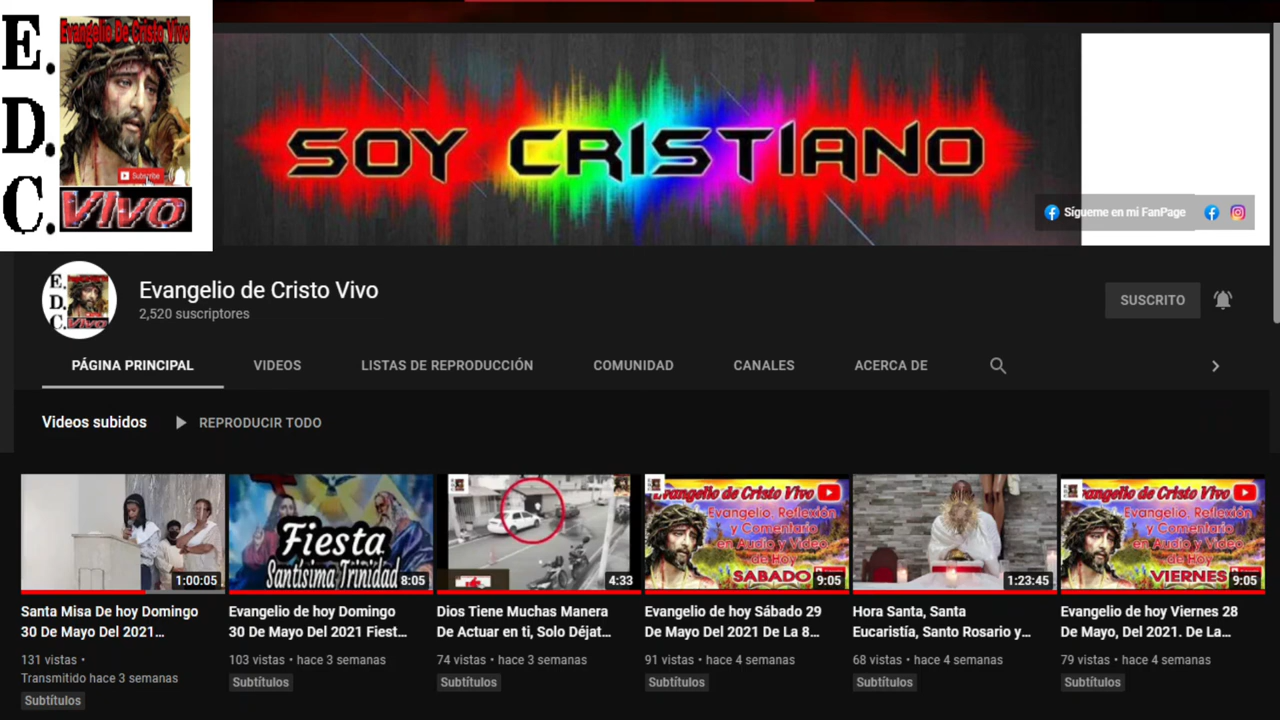 E.
D.
C.
Evangelio De Cristo Vivo
Subscribe
Vivo
SOY CRISTIANO
Sígueme en mi FanPage
Evangelio de Cristo Vivo
2,520 suscriptores
SUSCRITO
PÁGINA PRINCIPAL
VIDEOS
LISTAS DE REPRODUCCIÓN
COMUNIDAD
CANALES
ACERCA DE
Videos subidos
REPRODUCIR TODO
1:00:05
Santa Misa De hoy Domingo
30 De Mayo Del 2021...
131 vistas •
Transmitido hace 3 semanas
Subtítulos
Fiesta
Santísima Trinidad
8:05
Evangelio de hoy Domingo
30 De Mayo Del 2021 Fiest...
103 vistas • hace 3 semanas
Subtítulos
4:33
Dios Tiene Muchas Manera
De Actuar en ti, Solo Déjat...
74 vistas • hace 3 semanas
Subtítulos
Evangelio de Cristo Vivo
Evangelio, Reflexión
y Comentario
en Audio y Video
de Hoy
SABADO
9:05
Evangelio de hoy Sábado 29
De Mayo Del 2021 De La 8...
91 vistas • hace 4 semanas
Subtítulos
1:23:45
Hora Santa, Santa
Eucaristía, Santo Rosario y...
68 vistas • hace 4 semanas
Subtítulos
Evangelio de Cristo Vivo
Evangelio, Reflexión
y Comentario
en Audio y Video
de Hoy
VIERNES
9:05
Evangelio de hoy Viernes 28
De Mayo, Del 2021. De La...
79 vistas • hace 4 semanas
Subtítulos